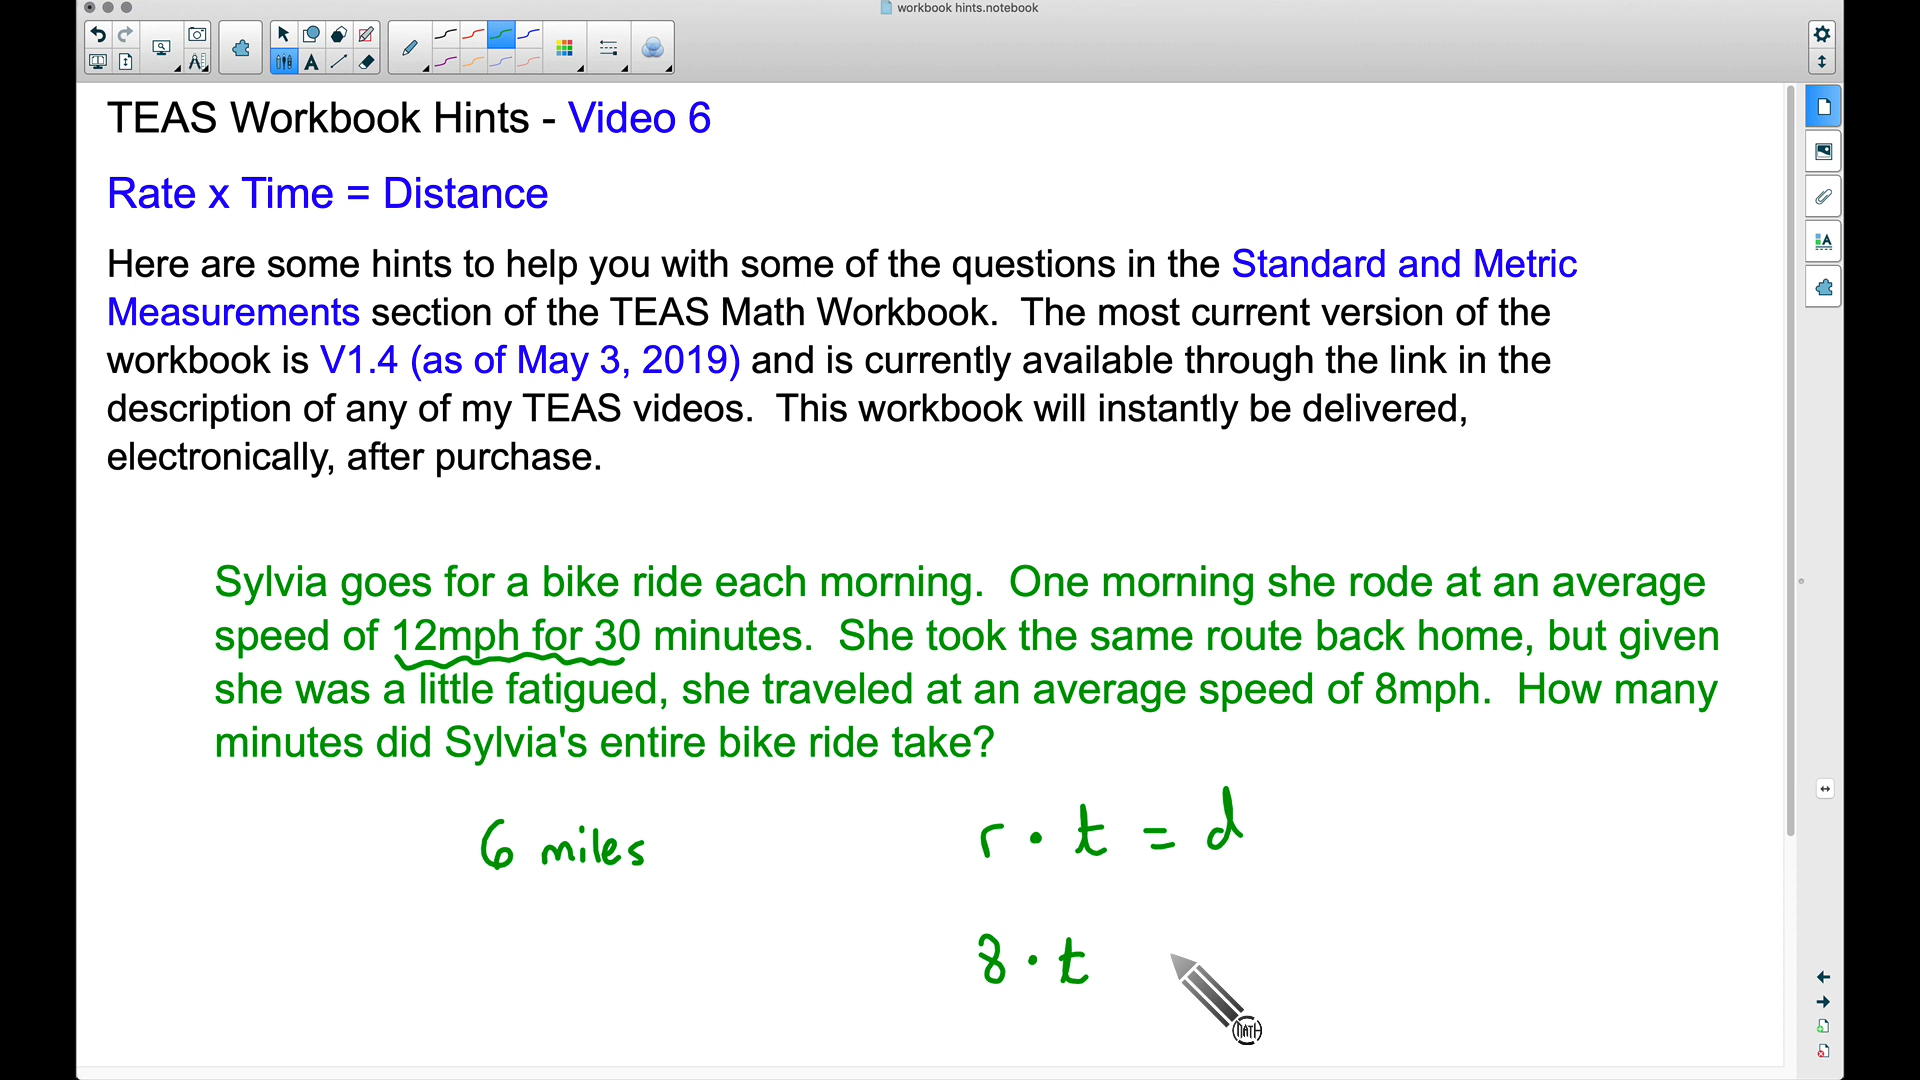 workbook hints.notebook
TEAS Workbook Hints - Video 6
Rate x Time = Distance
Here are some hints to help you with some of the questions in the Standard and Metric
Measurements section of the TEAS Math Workbook. The most current version of the
workbook is V1.4 (as of May 3, 2019) and is currently available through the link in the
description of any of my TEAS videos. This workbook will instantly be delivered,
electronically, after purchase.
Sylvia goes for a bike ride each morning. One morning she rode at an average
speed of 12mph for 30 minutes. She took the same route back home, but given
she was a little fatigued, she traveled at an average speed of 8mph. How many
minutes did Sylvia's entire bike ride take?
6 miles
r · t = d
8 · t
MATH